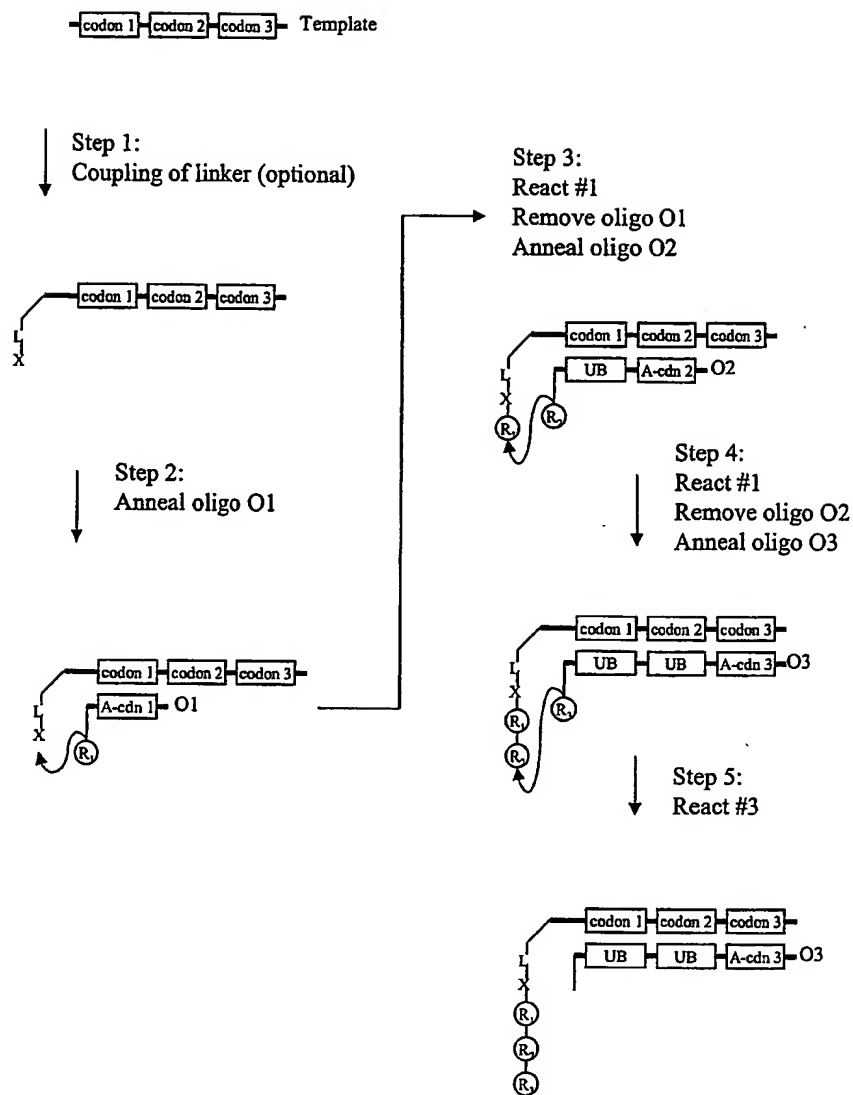 codon 1 codon 2 codon 3 Template
Step 1:
Coupling of linker (optional)
codon 1 codon 2 codon 3
L
X
Step 2:
Anneal oligo O1
codon 1 codon 2 codon 3
L
X
A-cdn 1 O1
R₁
Step 3:
React #1
Remove oligo O1
Anneal oligo O2
codon 1 codon 2 codon 3
L
X
UB A-cdn 2 O2
R₁
R₂
Step 4:
React #1
Remove oligo O2
Anneal oligo O3
codon 1 codon 2 codon 3
L
X
UB UB A-cdn 3 O3
R₁
R₃
R₂
Step 5:
React #3
codon 1 codon 2 codon 3
L
X
UB UB A-cdn 3 O3
R₁
R₂
R₃